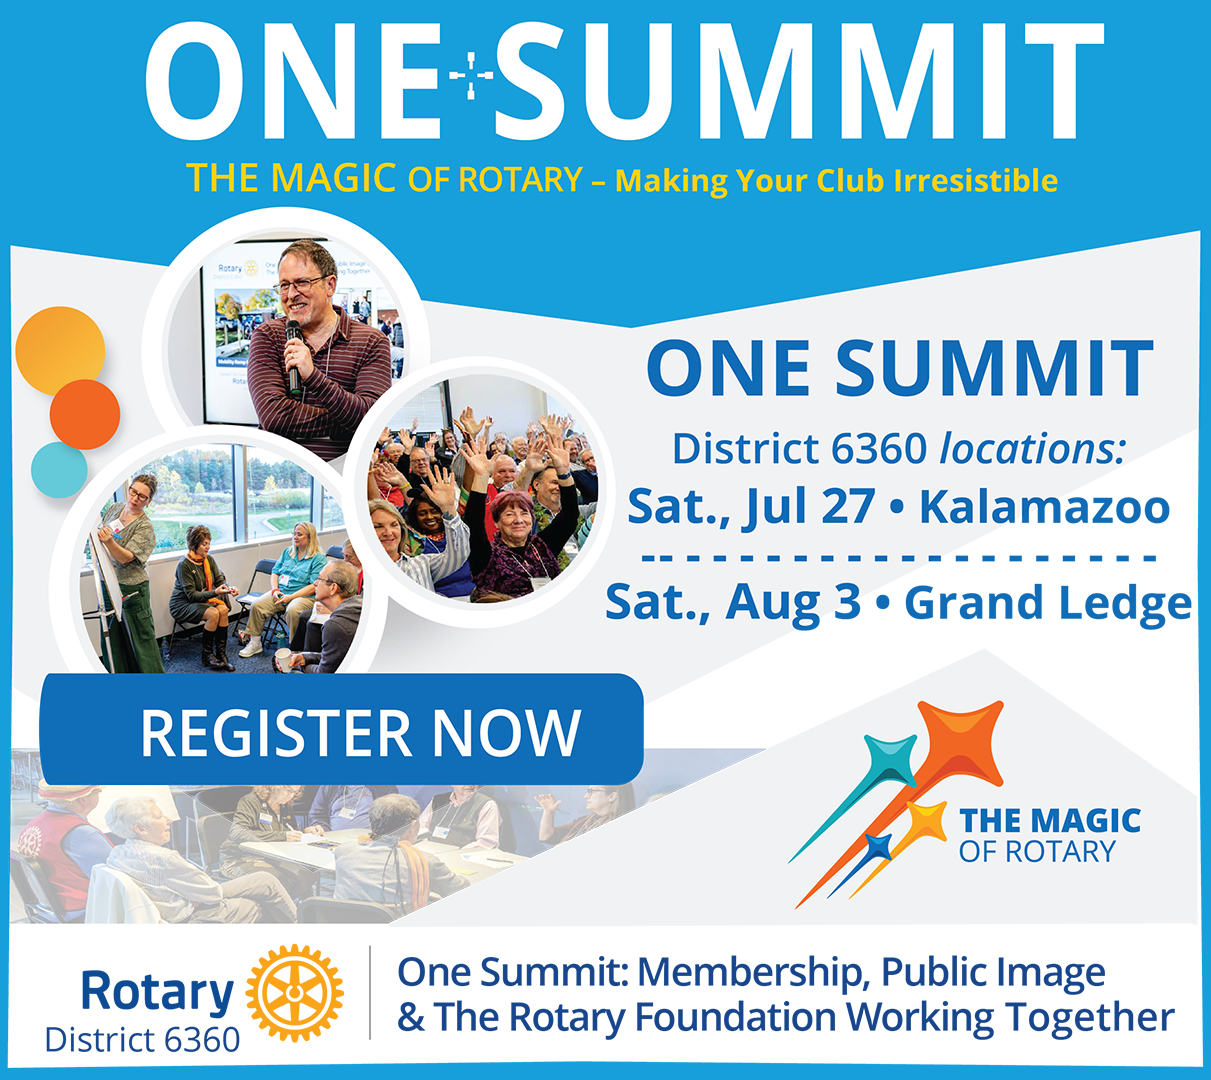 ONE SUMMIT
THE MAGIC OF ROTARY – Making Your Club Irresistible
Rotary
ONE SUMMIT
District 6360 locations:
Sat., Jul 27 • Kalamazoo
Sat., Aug 3 • Grand Ledge
REGISTER NOW
THE MAGIC
OF ROTARY
Rotary
District 6360
One Summit: Membership, Public Image
& The Rotary Foundation Working Together